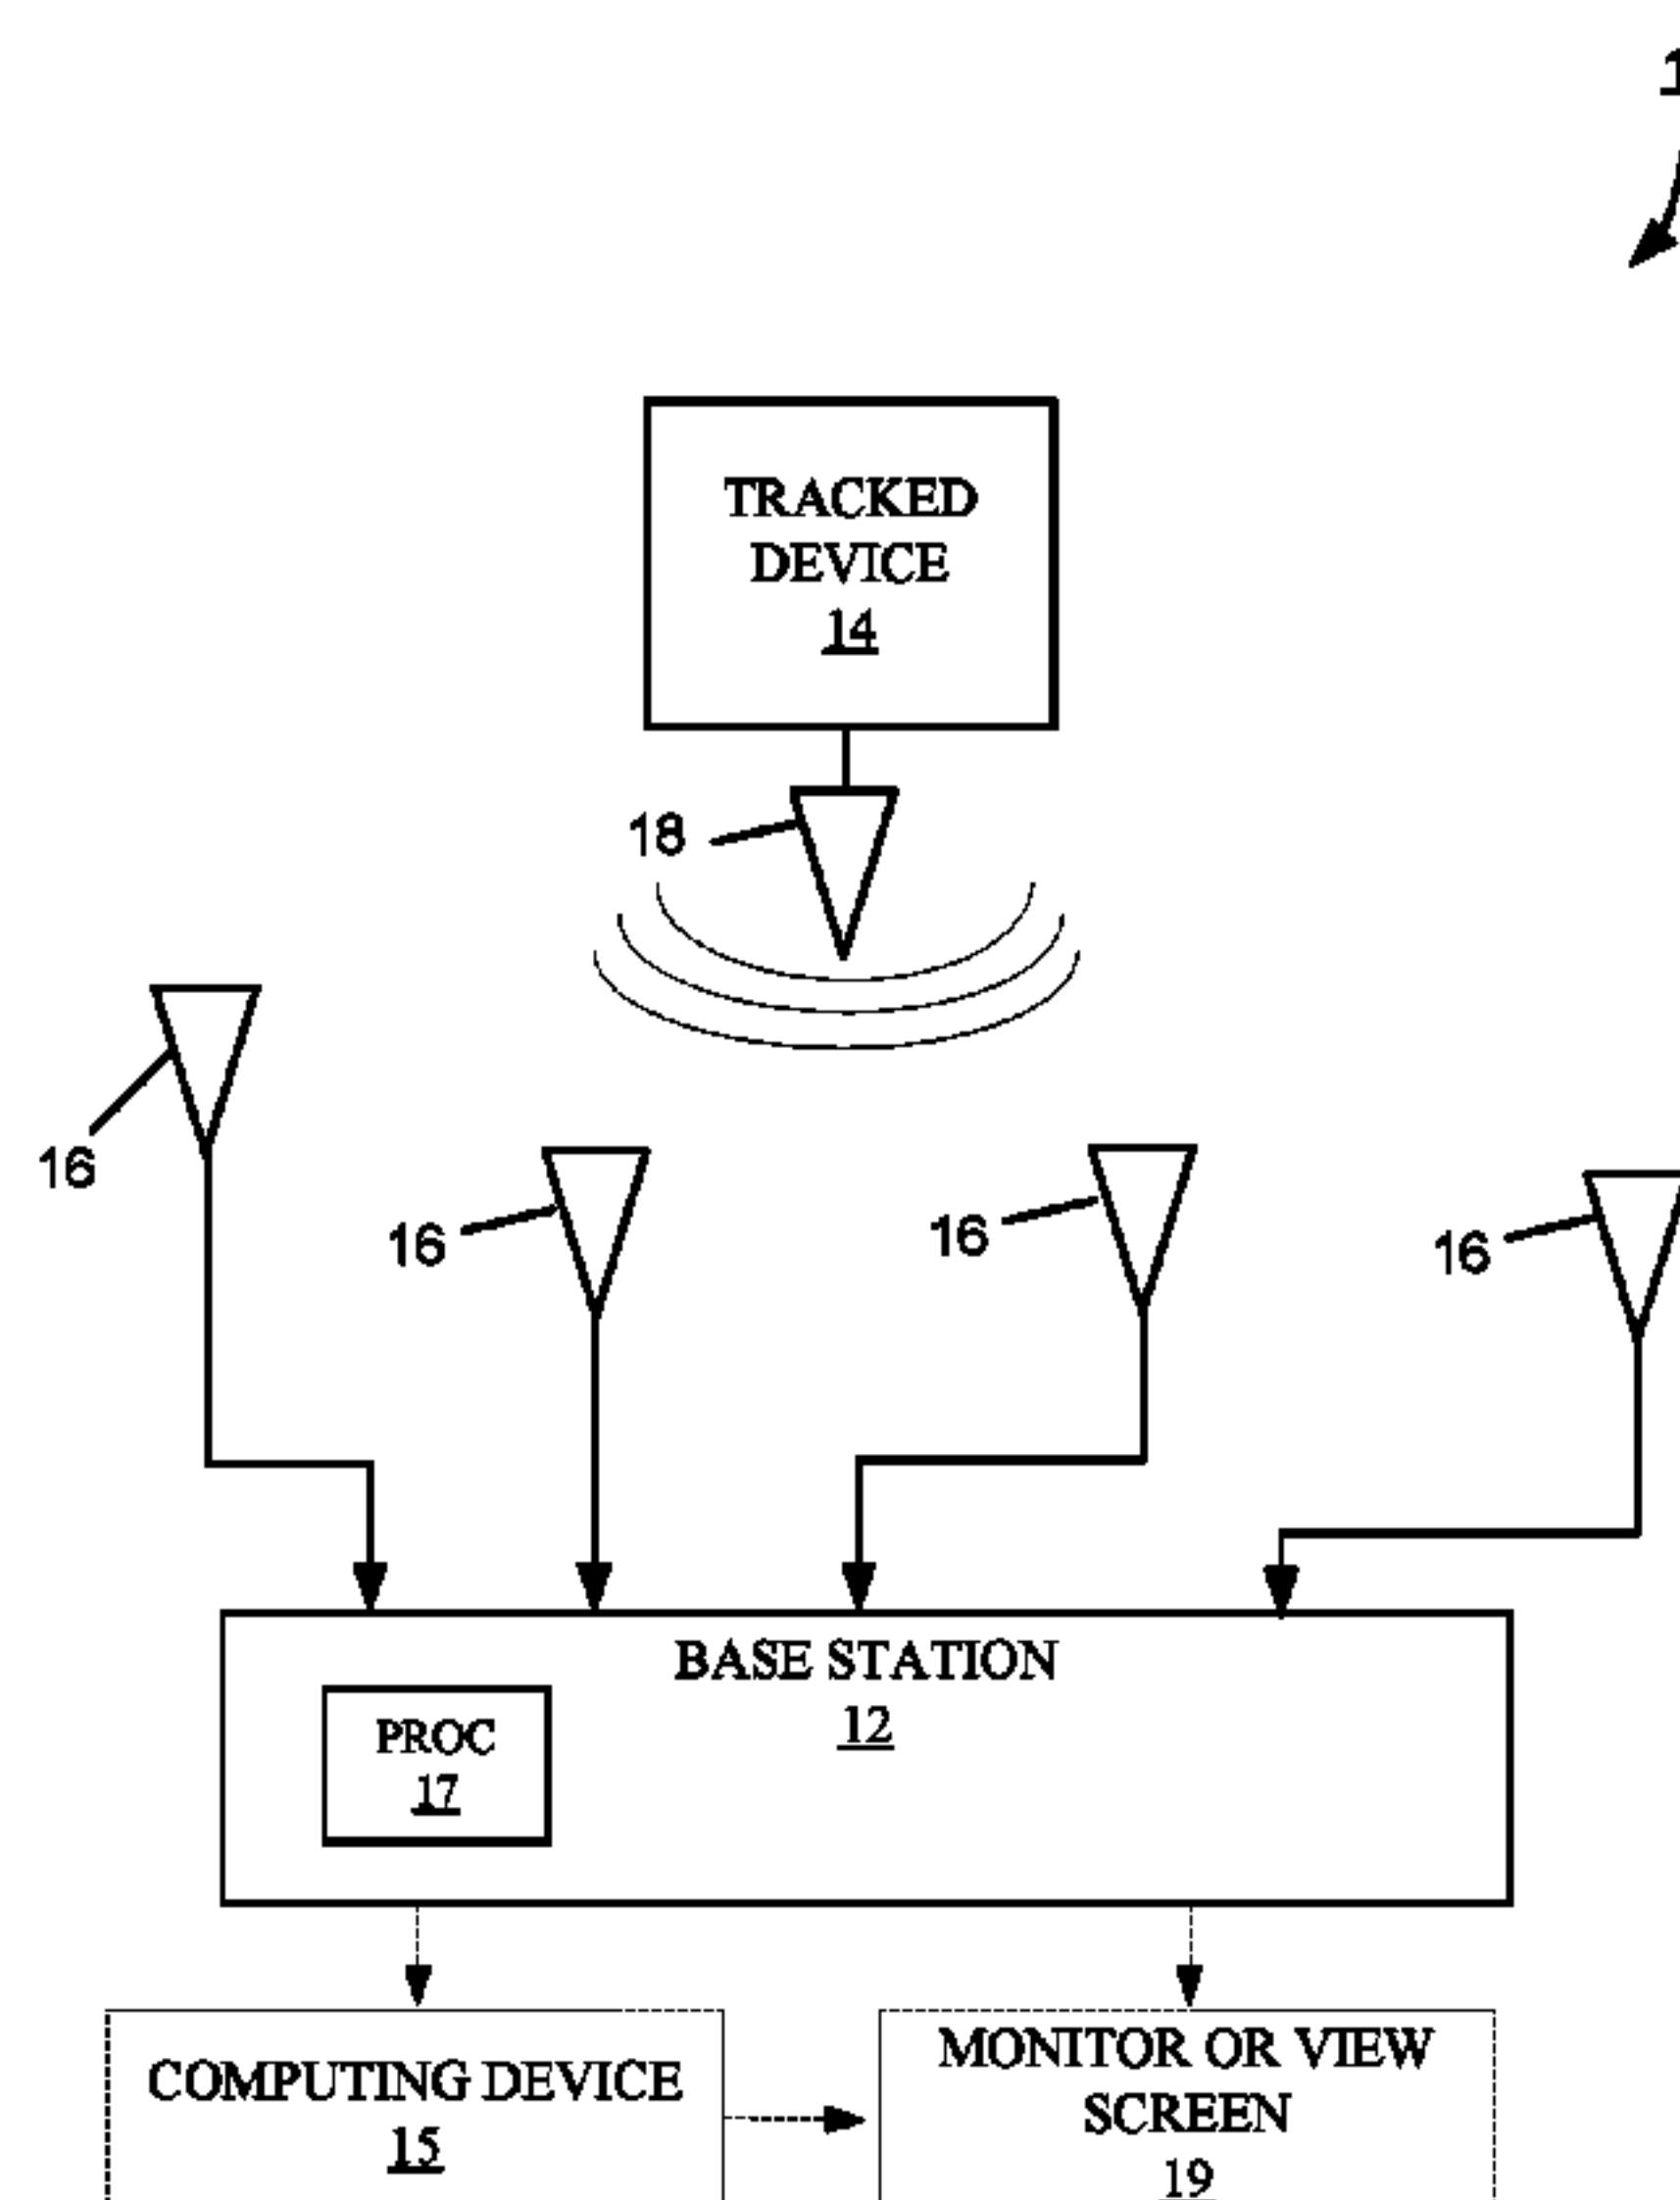 TRACKED
DEVICE
14
18
16
16
16
16
BASE STATION
12
PROC
17
COMPUTING DEVICE
15
MONITOR OR VIEW
SCREEN
19